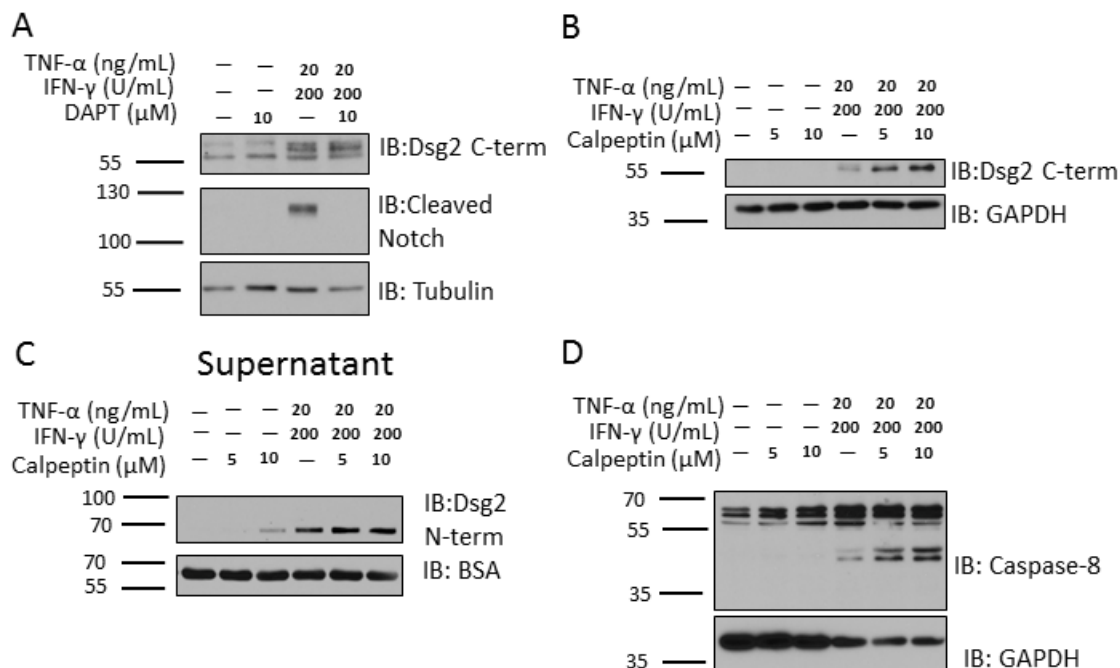 A
TNF-α (ng/mL) — — 20 20
IFN-γ (U/mL) — — 200 200
DAPT (μM) — 10 — 10
55
IB:Dsg2 C-term
130
100
IB:Cleaved
Notch
55
IB: Tubulin
B
TNF-α (ng/mL) — — — 20 20 20
IFN-γ (U/mL) — — — 200 200 200
Calpeptin (μM) — 5 10 — 5 10
55
IB:Dsg2 C-term
35
IB: GAPDH
C
Supernatant
TNF-α (ng/mL) — — — 20 20 20
IFN-γ (U/mL) — — — 200 200 200
Calpeptin (μM) — 5 10 — 5 10
100
70
IB:Dsg2
N-term
70
55
IB: BSA
D
TNF-α (ng/mL) — — — 20 20 20
IFN-γ (U/mL) — — — 200 200 200
Calpeptin (μM) — 5 10 — 5 10
70
55
35
IB: Caspase-8
35
IB: GAPDH